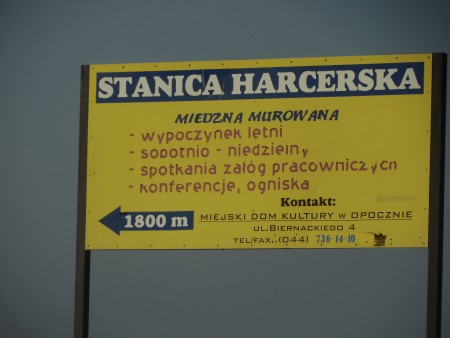 STANICA HARCERSKA
MIEDZNA MUROWANA
- wypoczynek letni
- sobotnio - niedzielny
- spotkania załóg pracowniczych
- konferencje, ogniska
Kontakt:
1800 m
MIEJSKI DOM KULTURY w OPOCZNIE
ul.Biernackiego 4
tel/fax. (044) 736-14-10